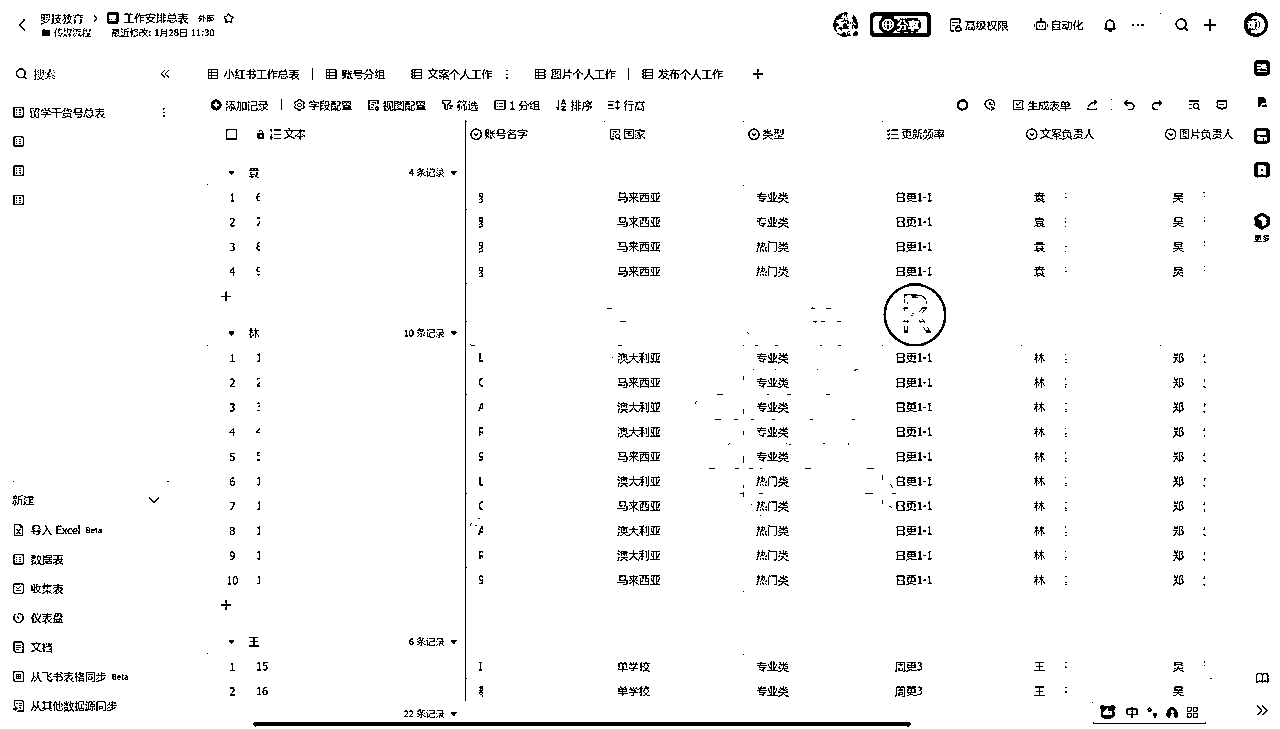 罗技教育 > 工作安排总表 外部
传媒流程 最近修改: 1月28日 11:30
分享 高级权限 自动化
搜索
小红书工作总表 账号分组 文案个人工作 图片个人工作 发布个人工作
留学干货号总表
添加记录 字段配置 视图配置 筛选 1 分组 排序 行高 生成表单
文本 账号名字 国家 类型 更新频率 文案负责人 图片负责人
袁 4 条记录
1 6 马来西亚 专业类 日更1-1 袁 吴
2 7 马来西亚 专业类 日更1-1 袁 吴
3 8 马来西亚 热门类 日更1-1 袁 吴
4 9 马来西亚 热门类 日更1-1 袁 吴
R
林 10 条记录
1 1 L 澳大利亚 专业类 日更1-1 林 郑
2 2 C 马来西亚 专业类 日更1-1 林 郑
3 3 A 澳大利亚 专业类 日更1-1 林 郑
4 4 R 澳大利亚 专业类 日更1-1 林 郑
5 5 S 马来西亚 专业类 日更1-1 林 郑
6 1 L 澳大利亚 热门类 日更1-1 林 郑
7 1 C 马来西亚 热门类 日更1-1 林 郑
8 1 A 澳大利亚 热门类 日更1-1 林 郑
9 1 R 澳大利亚 热门类 日更1-1 林 郑
10 1 S 马来西亚 热门类 日更1-1 林 郑
王 6 条记录
1 15 单学校 专业类 周更3 王 吴
2 16 单学校 专业类 周更3 王 吴
22 条记录
新建
导入 Excel Beta
数据表
收集表
仪表盘
文档
从飞书表格同步 Beta
从其他数据源同步
更多
中